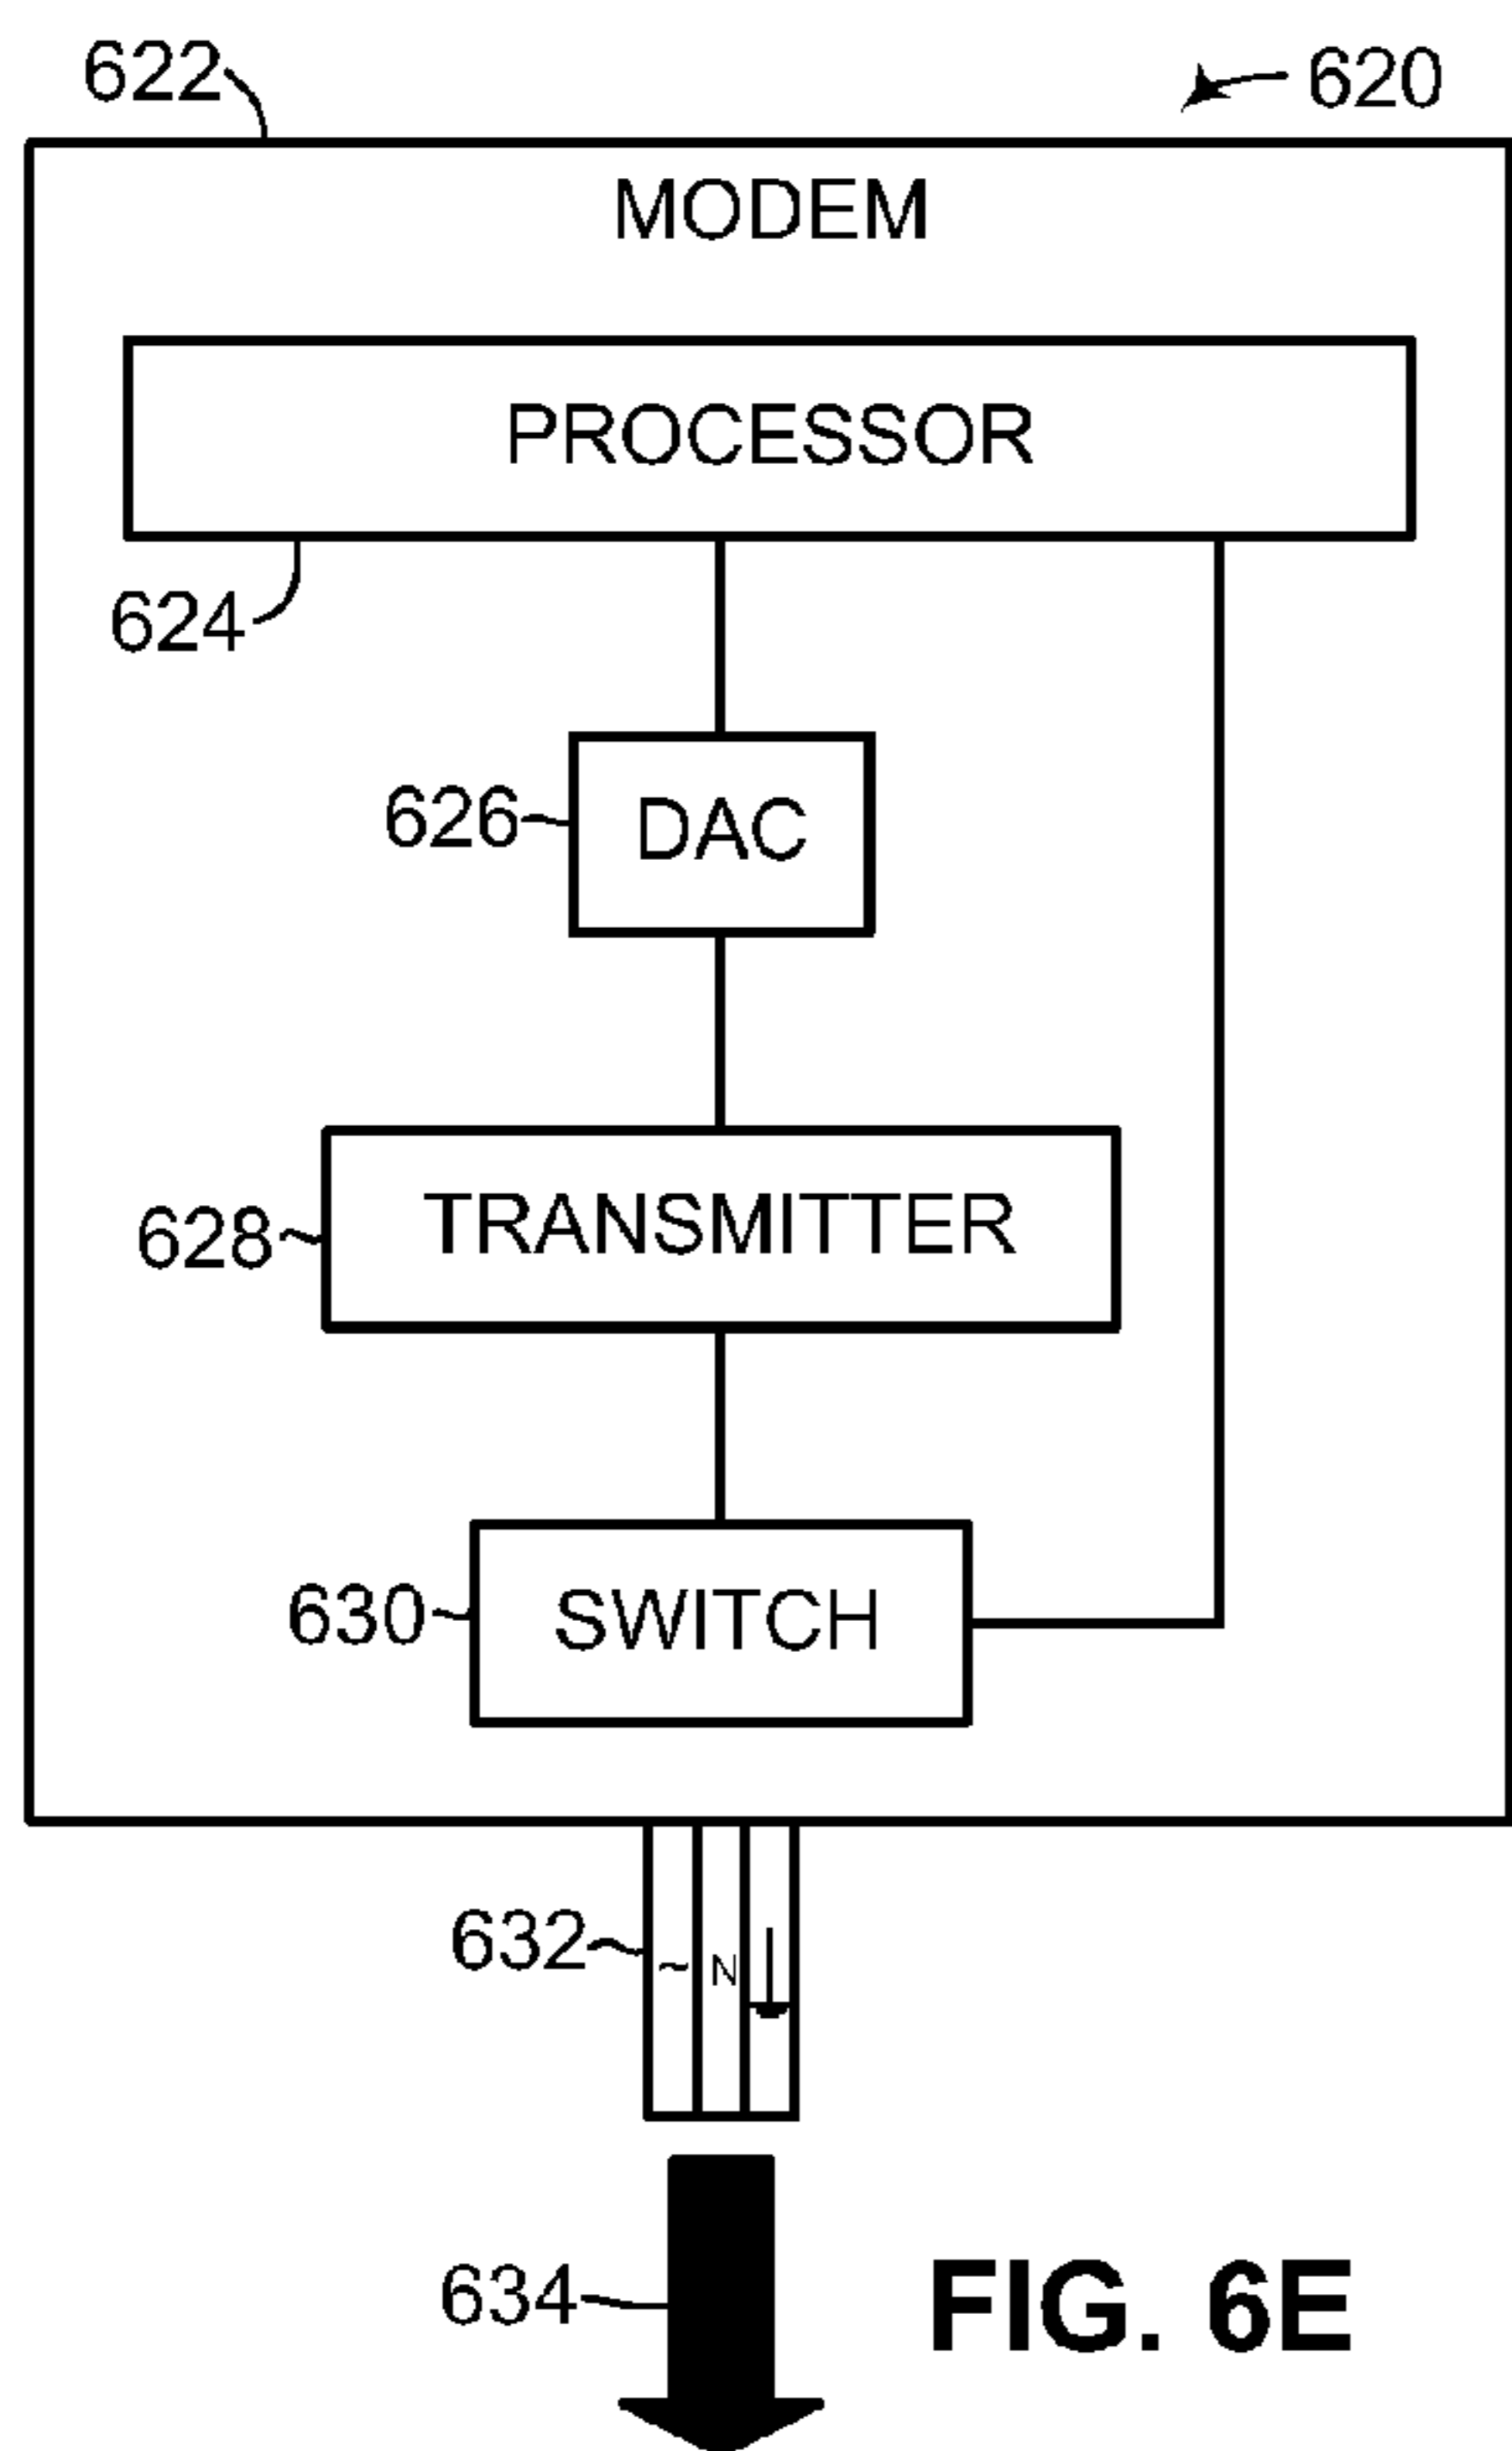 622
620
MODEM
PROCESSOR
624
626
DAC
TRANSMITTER
628
630
SWITCH
632
~
N
634
FIG. 6E